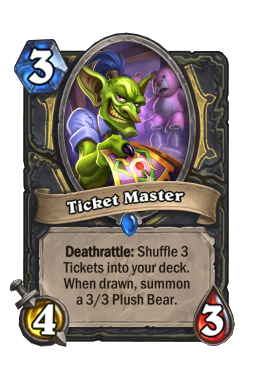 3
Ticket Master
Deathrattle: Shuffle 3
Tickets into your deck.
When drawn, summon
a 3/3 Plush Bear.
4
3